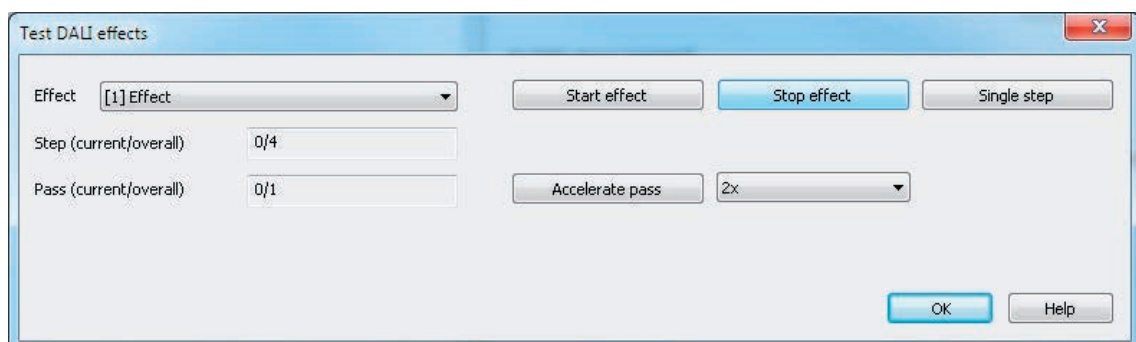 Test DALI effects
Effect [1] Effect Start effect Stop effect Single step
Step (current/overall) 0/4
Pass (current/overall) 0/1 Accelerate pass 2x
OK Help